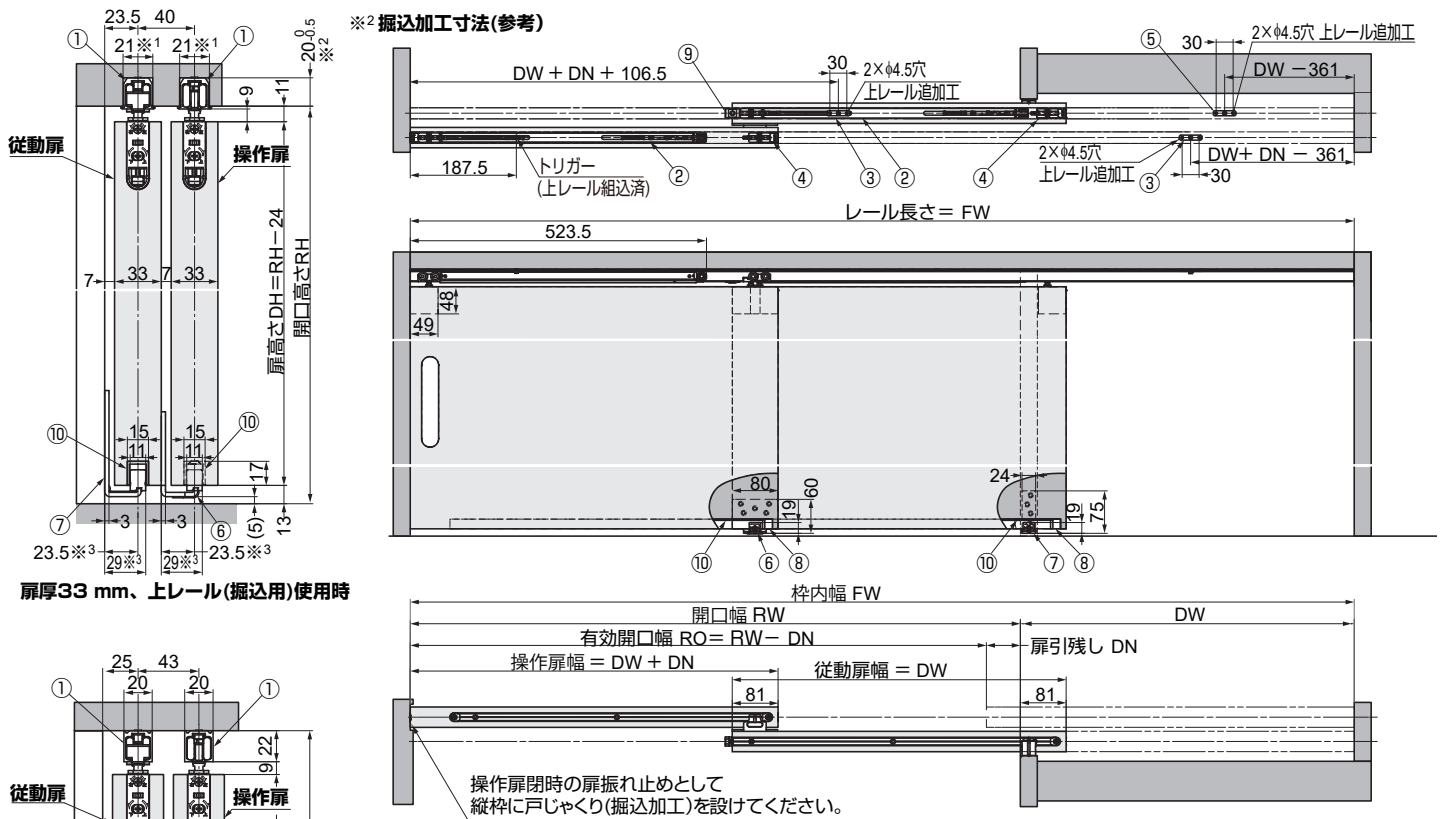 ※2 掘込加工寸法(参考)
23.5
40
①
21※1
21※1
①
20-0.5 0 ※2
9
11
従動扉
操作扉
7
33
7
33
扉高さDH=RH−24
開口高さRH
⑩
15
11
15
11
⑩
17
⑦
3
3
⑥
(5)
13
23.5※3
29※3
29※3
23.5※3
扉厚33 mm、上レール(掘込用)使用時
DW + DN + 106.5
⑨
30
2×φ4.5穴
上レール追加工
⑤
30
2×φ4.5穴 上レール追加工
DW −361
187.5
トリガー
(上レール組込済)
②
④
③
②
④
2×φ4.5穴
上レール追加工
③
DW+ DN − 361
30
レール長さ= FW
523.5
48
49
80
60
19
24
19
75
⑩
⑥
⑧
⑩
⑦
⑧
枠内幅 FW
開口幅 RW
DW
有効開口幅 RO= RW− DN
扉引残し DN
操作扉幅 = DW + DN
従動扉幅 = DW
81
81
操作扉閉時の扉振れ止めとして
縦枠に戸じゃくり(掘込加工)を設けてください。
25
43
①
20
20
①
22
9
従動扉
操作扉